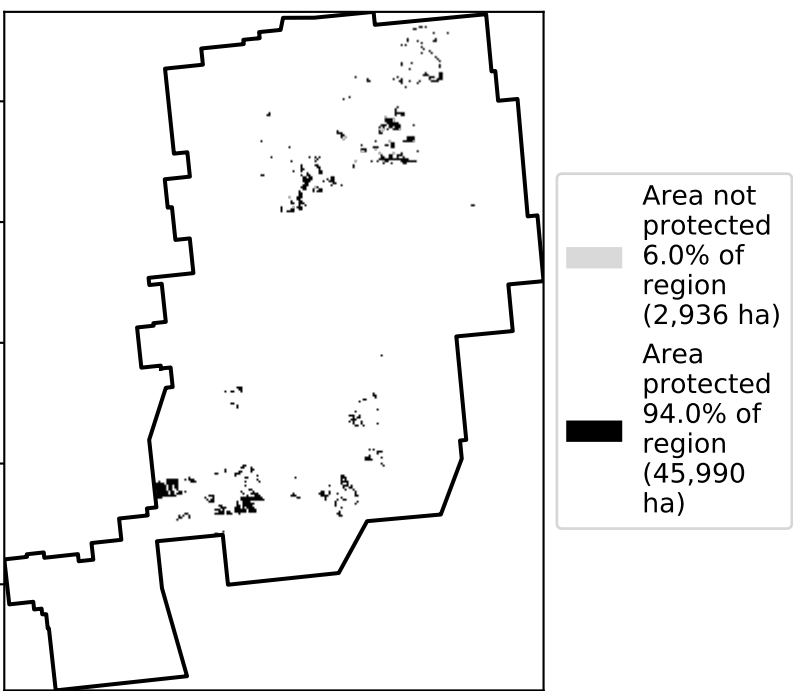 Area not
protected
6.0% of
region
(2,936 ha)
Area
protected
94.0% of
region
(45,990
ha)